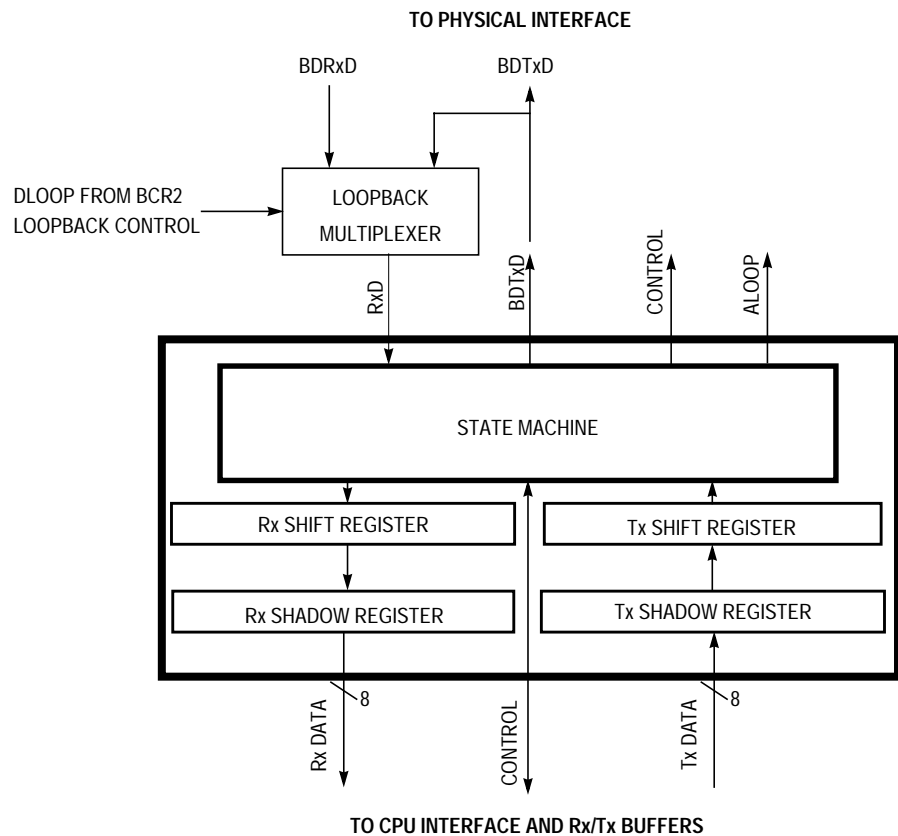 TO PHYSICAL INTERFACE
BDRxD
BDTxD
DLOOP FROM BCR2
LOOPBACK CONTROL
LOOPBACK
MULTIPLEXER
RxD
BDTxD
CONTROL
ALOOP
STATE MACHINE
Rx SHIFT REGISTER
Tx SHIFT REGISTER
Rx SHADOW REGISTER
Tx SHADOW REGISTER
8
8
Rx DATA
CONTROL
Tx DATA
TO CPU INTERFACE AND Rx/Tx BUFFERS